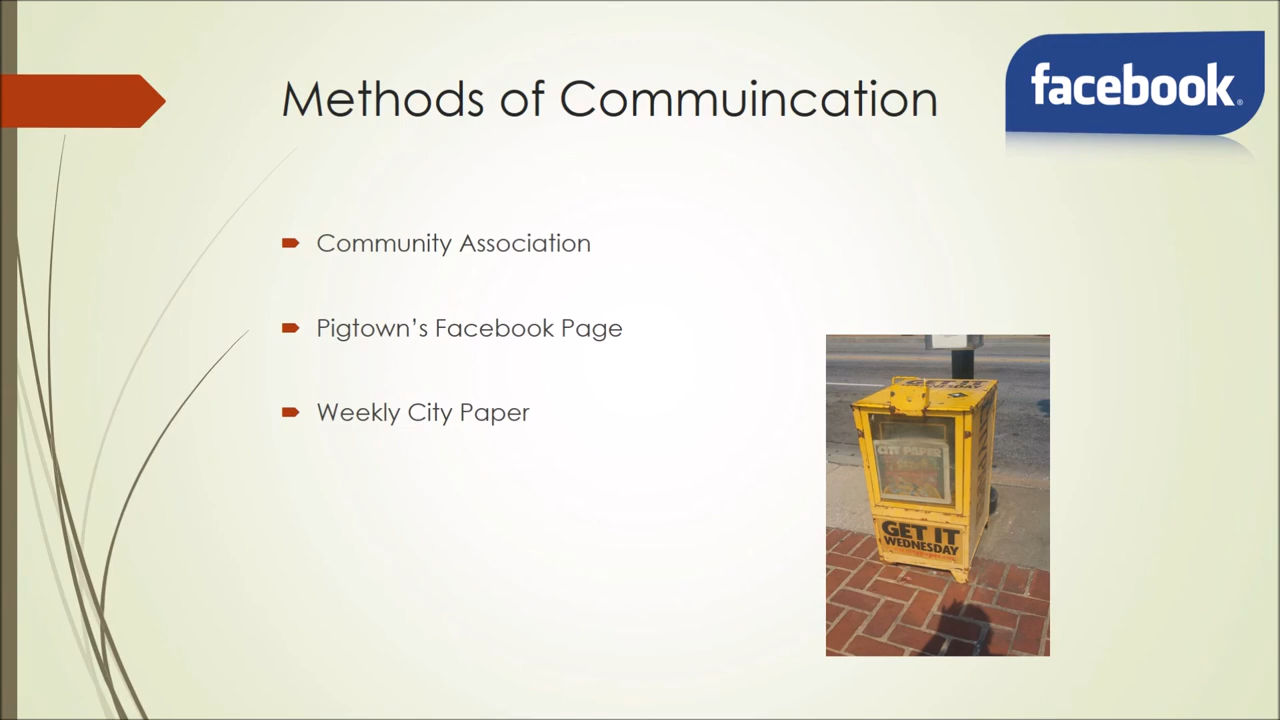 Methods of Commuincation
facebook®
Community Association
Pigtown's Facebook Page
Weekly City Paper
CITY PAPER
GET IT
WEDNESDAY